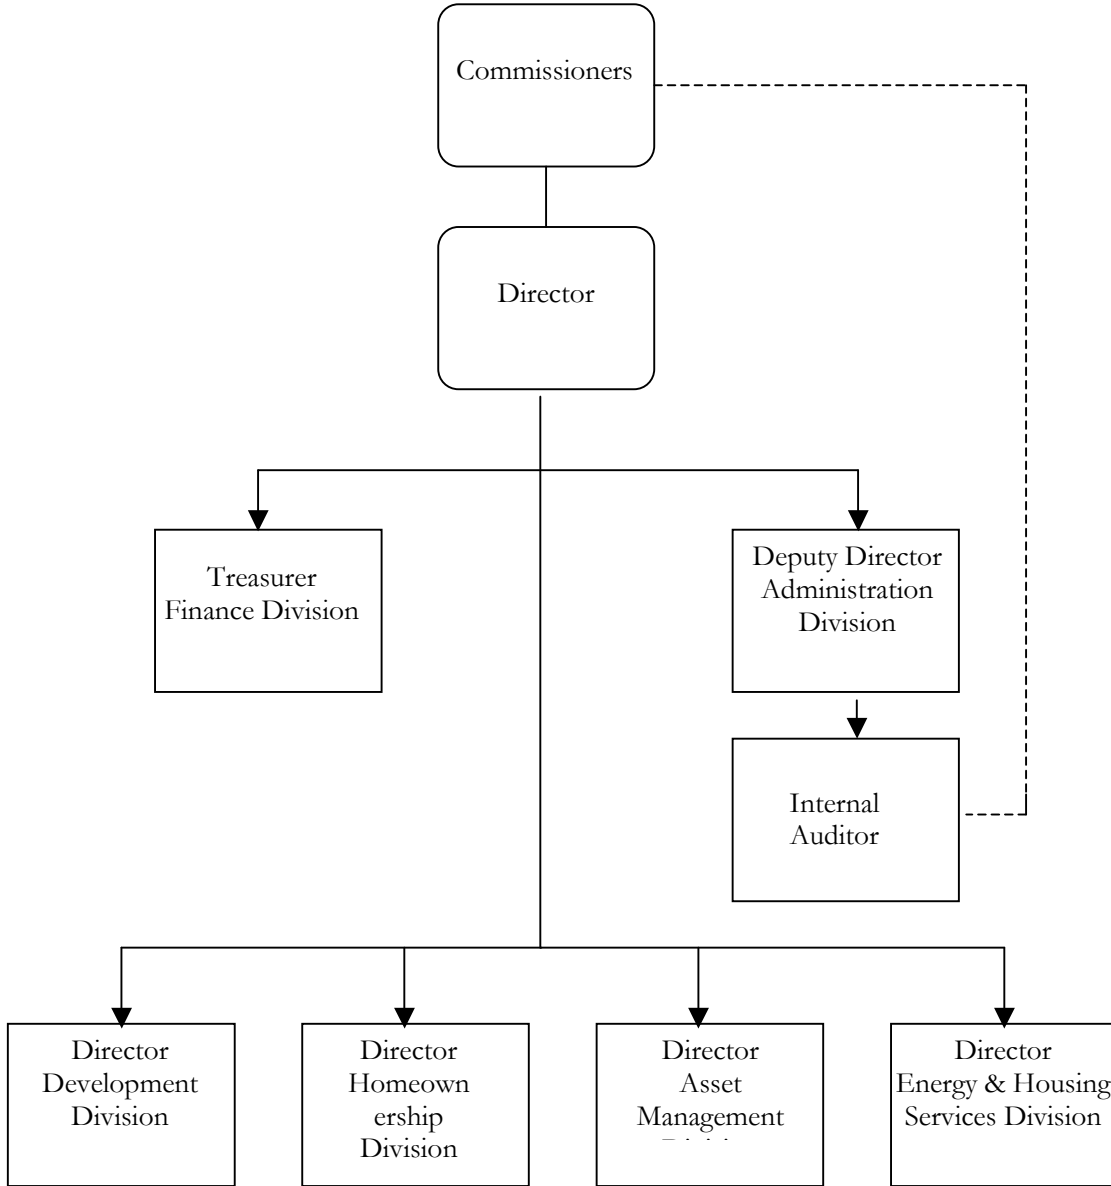 Commissioners
Director
Treasurer
Finance Division
Deputy Director
Administration
Division
Internal
Auditor
Director
Development
Division
Director
Homeown
ership
Division
Director
Asset
Management
Director
Energy & Housing
Services Division